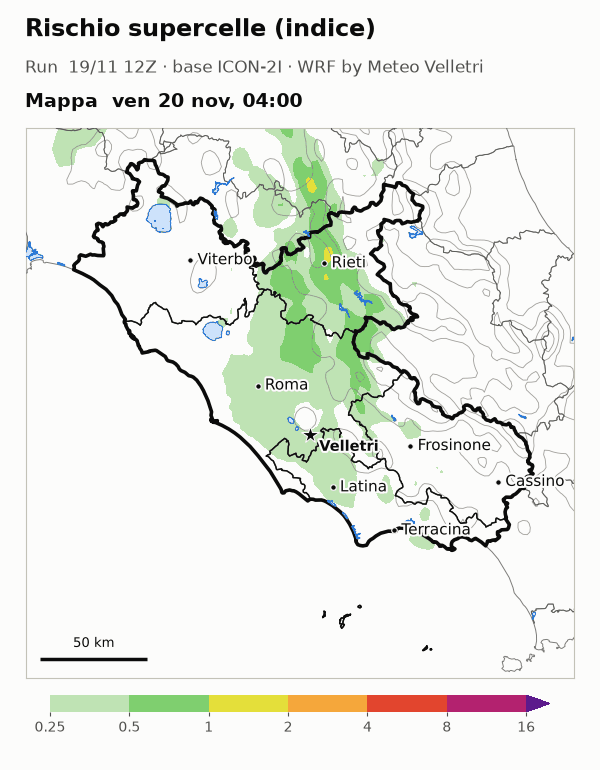 Rischio supercelle (indice)
Run  19/11 12Z · base ICON-2I · WRF by Meteo Velletri
Mappa  ven 20 nov, 04:00
Viterbo
Rieti
Roma
Velletri
Frosinone
Latina
Cassino
Terracina
50 km
0.25 0.5 1 2 4 8 16